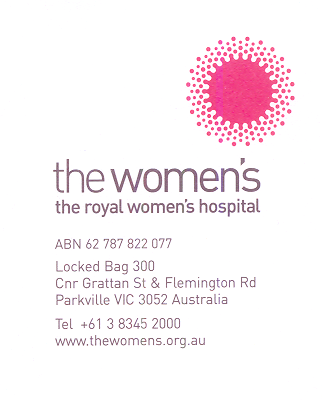 the women's
the royal women's hospital
ABN 62 787 822 077
Locked Bag 300
Cnr Grattan St & Flemington Rd
Parkville VIC 3052 Australia
Tel +61 3 8345 2000
www.thewomens.org.au